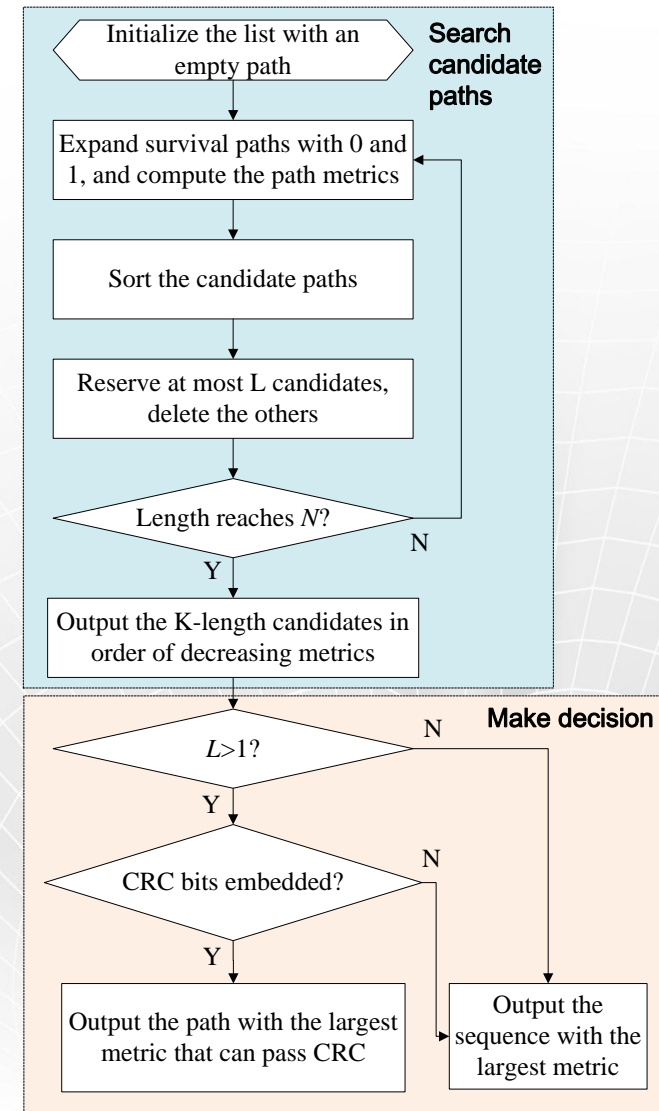 Initialize the list with an
empty path
Search
candidate
paths
Expand survival paths with 0 and
1, and compute the path metrics
Sort the candidate paths
Reserve at most L candidates,
delete the others
Length reaches N?
N
Y
Output the K-length candidates in
order of decreasing metrics
Make decision
L>1?
N
Y
CRC bits embedded?
N
Y
Output the path with the largest
metric that can pass CRC
Output the
sequence with the
largest metric